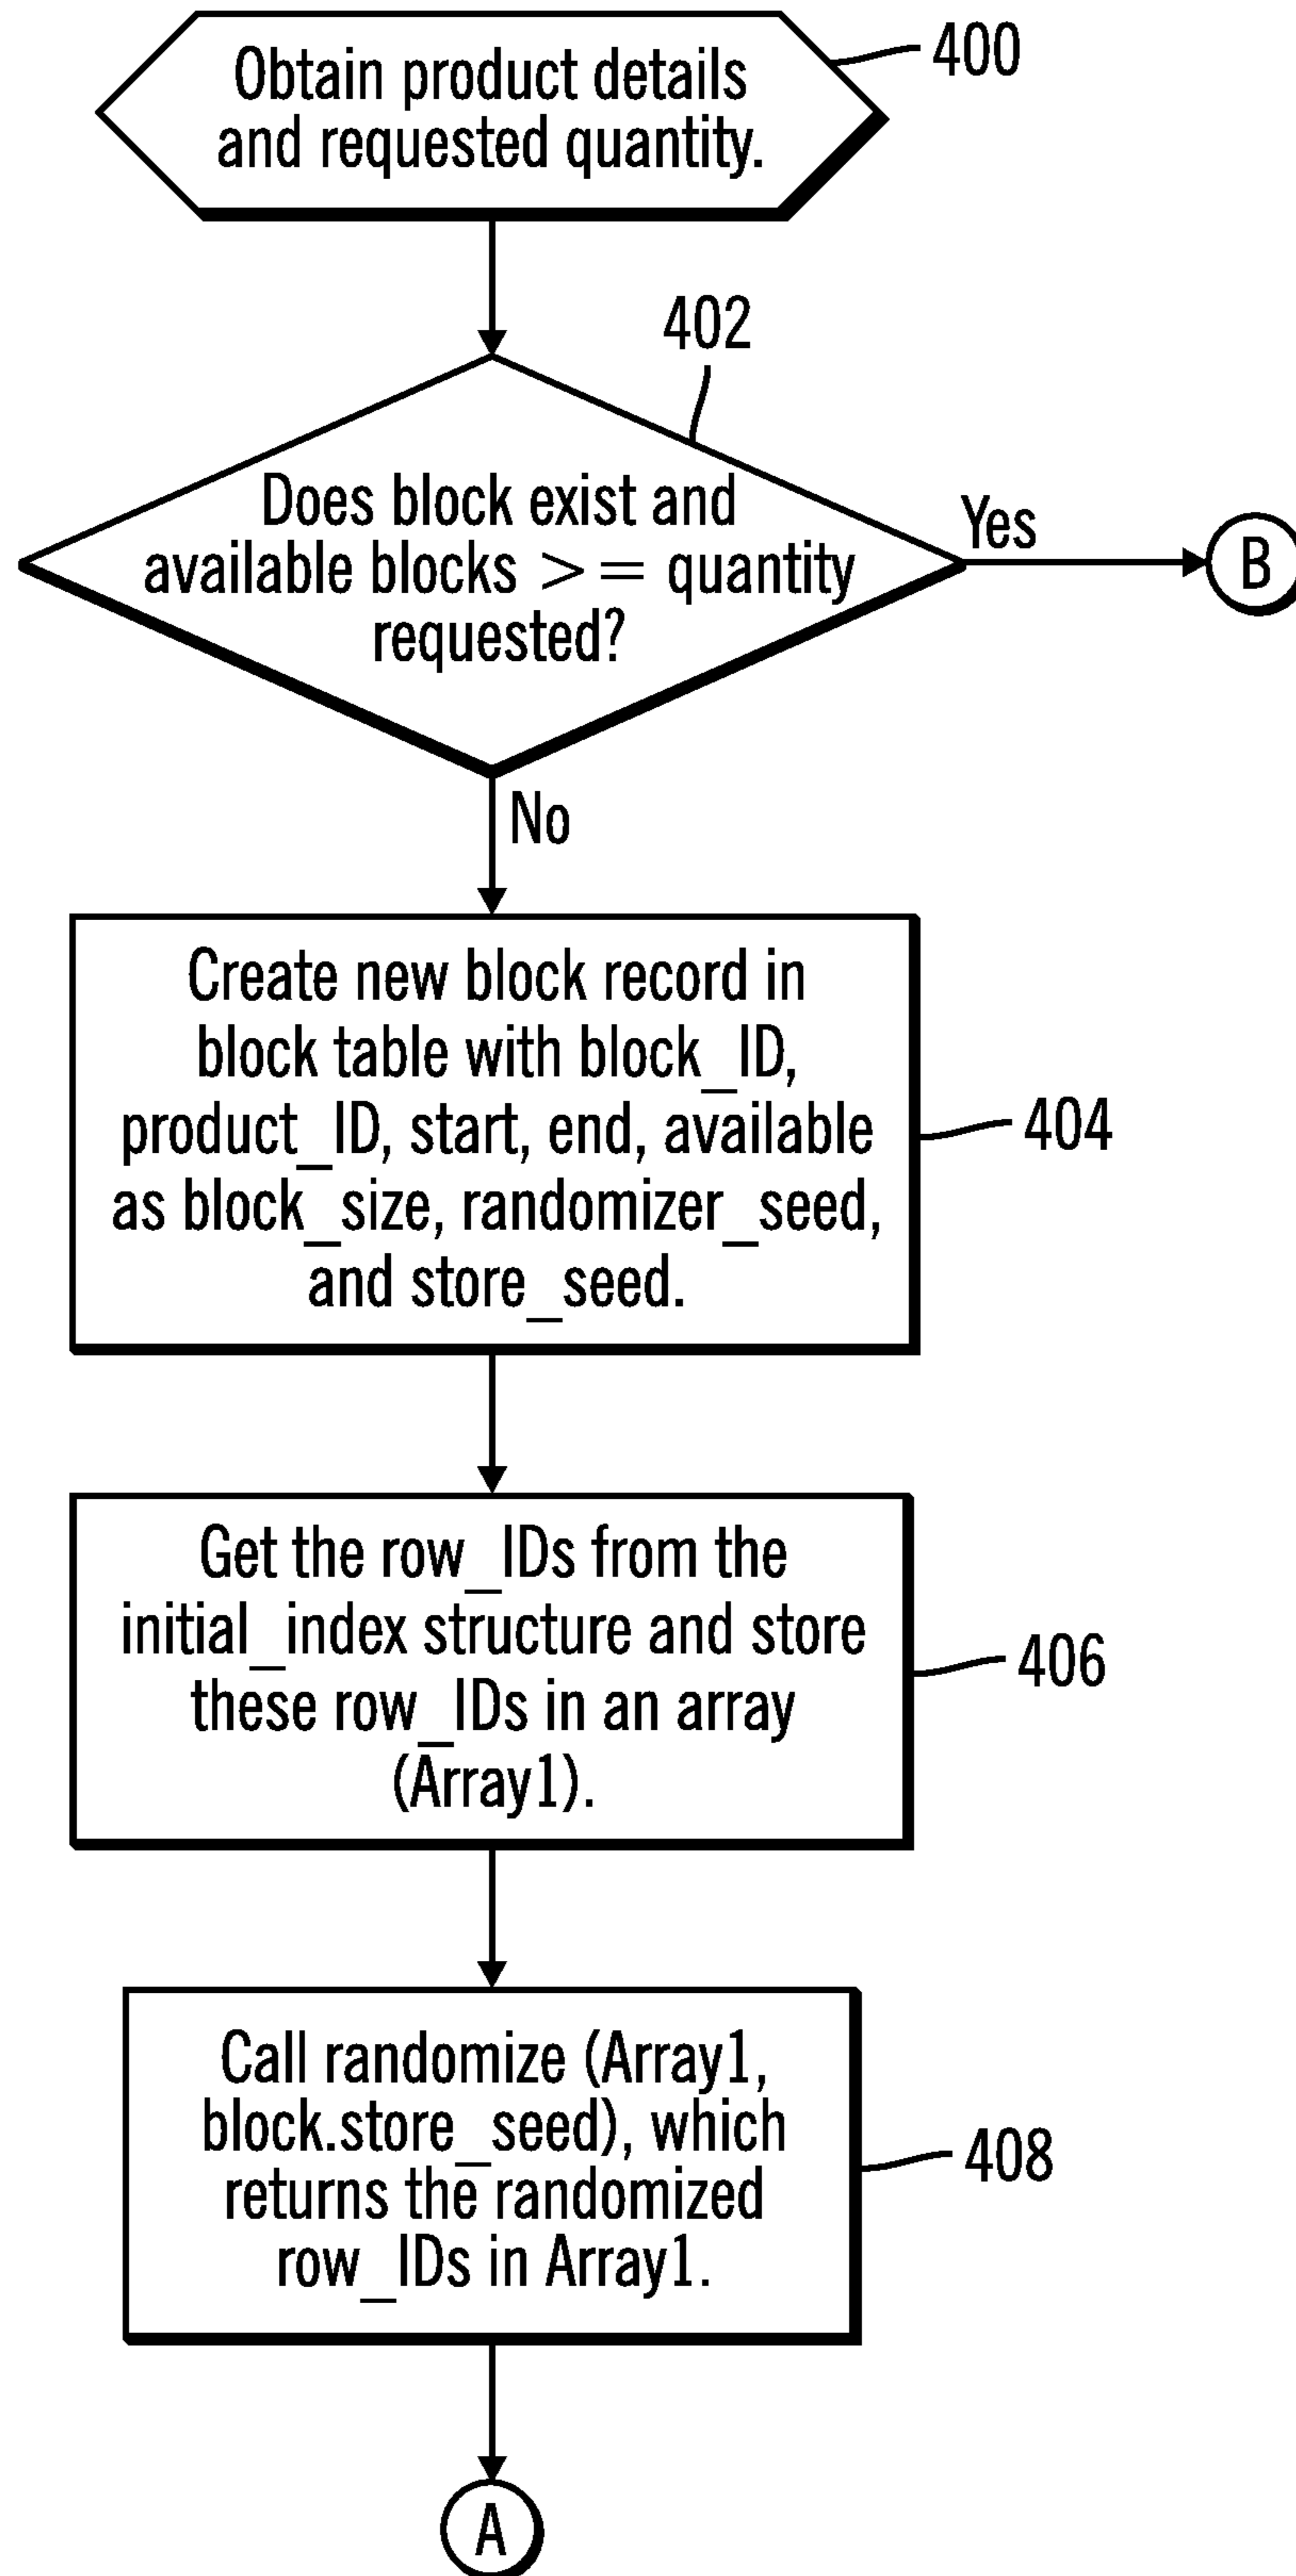 Obtain product details
and requested quantity.
400
402
Does block exist and
available blocks >= quantity
requested?
Yes
B
No
Create new block record in
block table with block_ID,
product_ID, start, end, available
as block_size, randomizer_seed,
and store_seed.
404
Get the row_IDs from the
initial_index structure and store
these row_IDs in an array
(Array1).
406
Call randomize (Array1,
block.store_seed), which
returns the randomized
row_IDs in Array1.
408
A